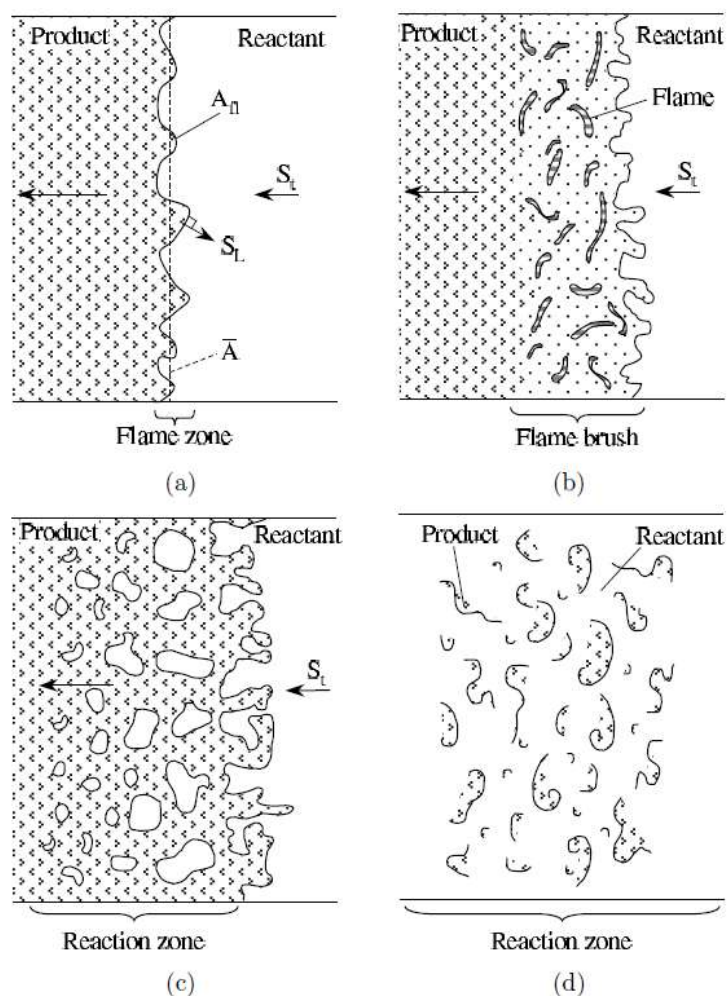 Product Reactant
A_fl
S_t
S_L
A̅
Flame zone
(a)
Product Reactant
Flame
S_t
Flame brush
(b)
Product Reactant
S_t
Reaction zone
(c)
Product Reactant
Reaction zone
(d)